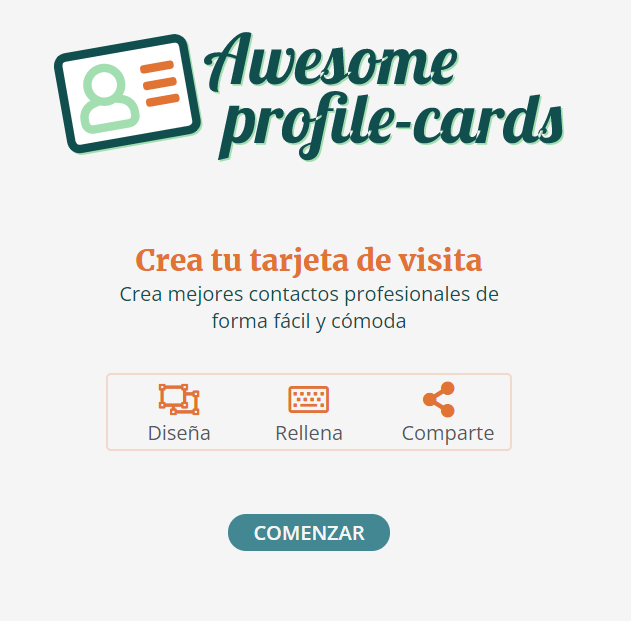 Awesome
profile-cards
Crea tu tarjeta de visita
Crea mejores contactos profesionales de
forma fácil y cómoda
Diseña Rellena Comparte
COMENZAR